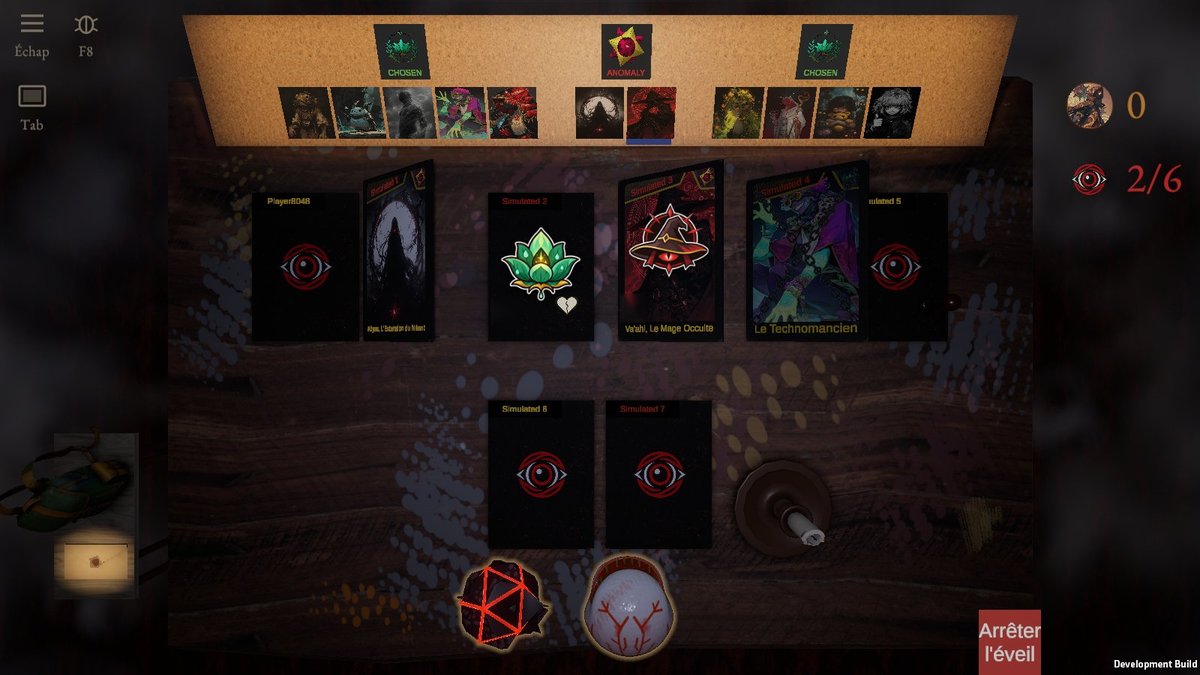 Échap
F8
Tab
CHOSEN
ANOMALY
CHOSEN
0
2/6
Player8048
Simulated 1
Simulated 2
Simulated 3
Simulated 4
ulated 5
Va'ahl, Le Mage Occulte
Le Technomancien
Simulated 6
Simulated 7
Arrêter
l'éveil
Development Build